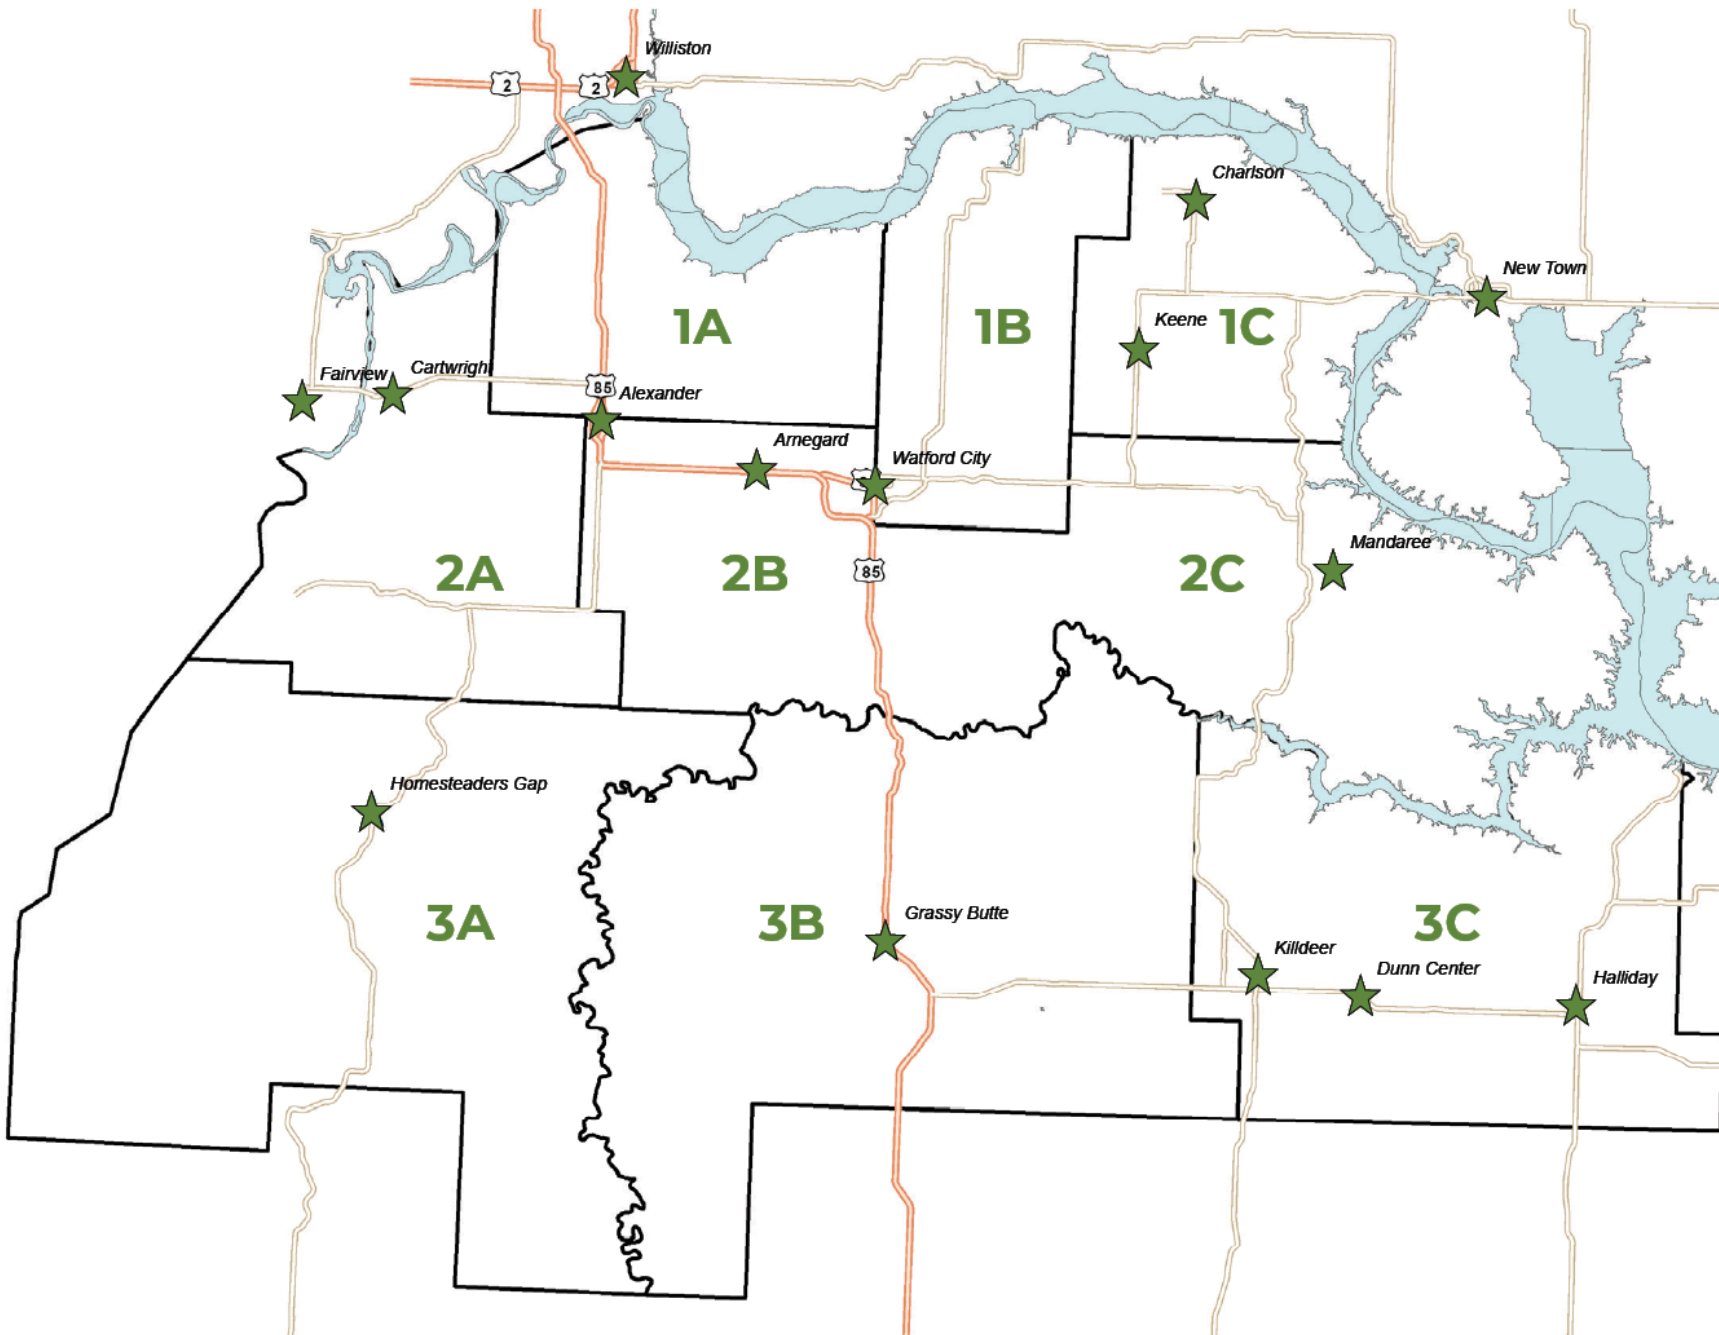 Williston
2
2
Charlson
New Town
1A
1B
1C
Keene
Fairview
Cartwright
85
Alexander
Arnegard
Watford City
Mandaree
2A
2B
85
2C
Homesteaders Gap
3A
3B
Grassy Butte
3C
Killdeer
Dunn Center
Halliday